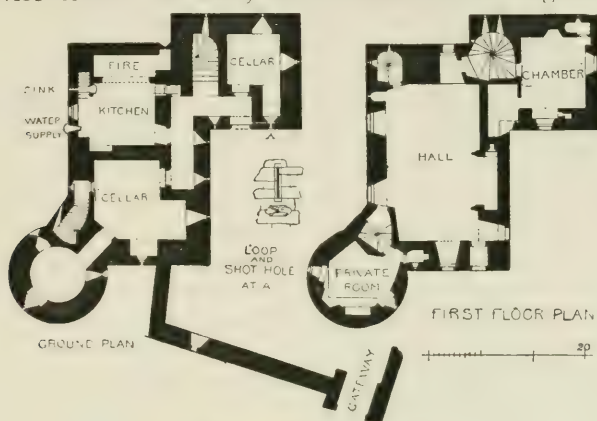 FIRE
CELLAR
SINK
KITCHEN
WATER
SUPPLY
CELLAR
LOOP
AND
SHOT HOLE
AT A
A
GROUND PLAN
CHAMBER
HALL
PRIVATE
ROOM
FIRST FLOOR PLAN
20
GATEWAY